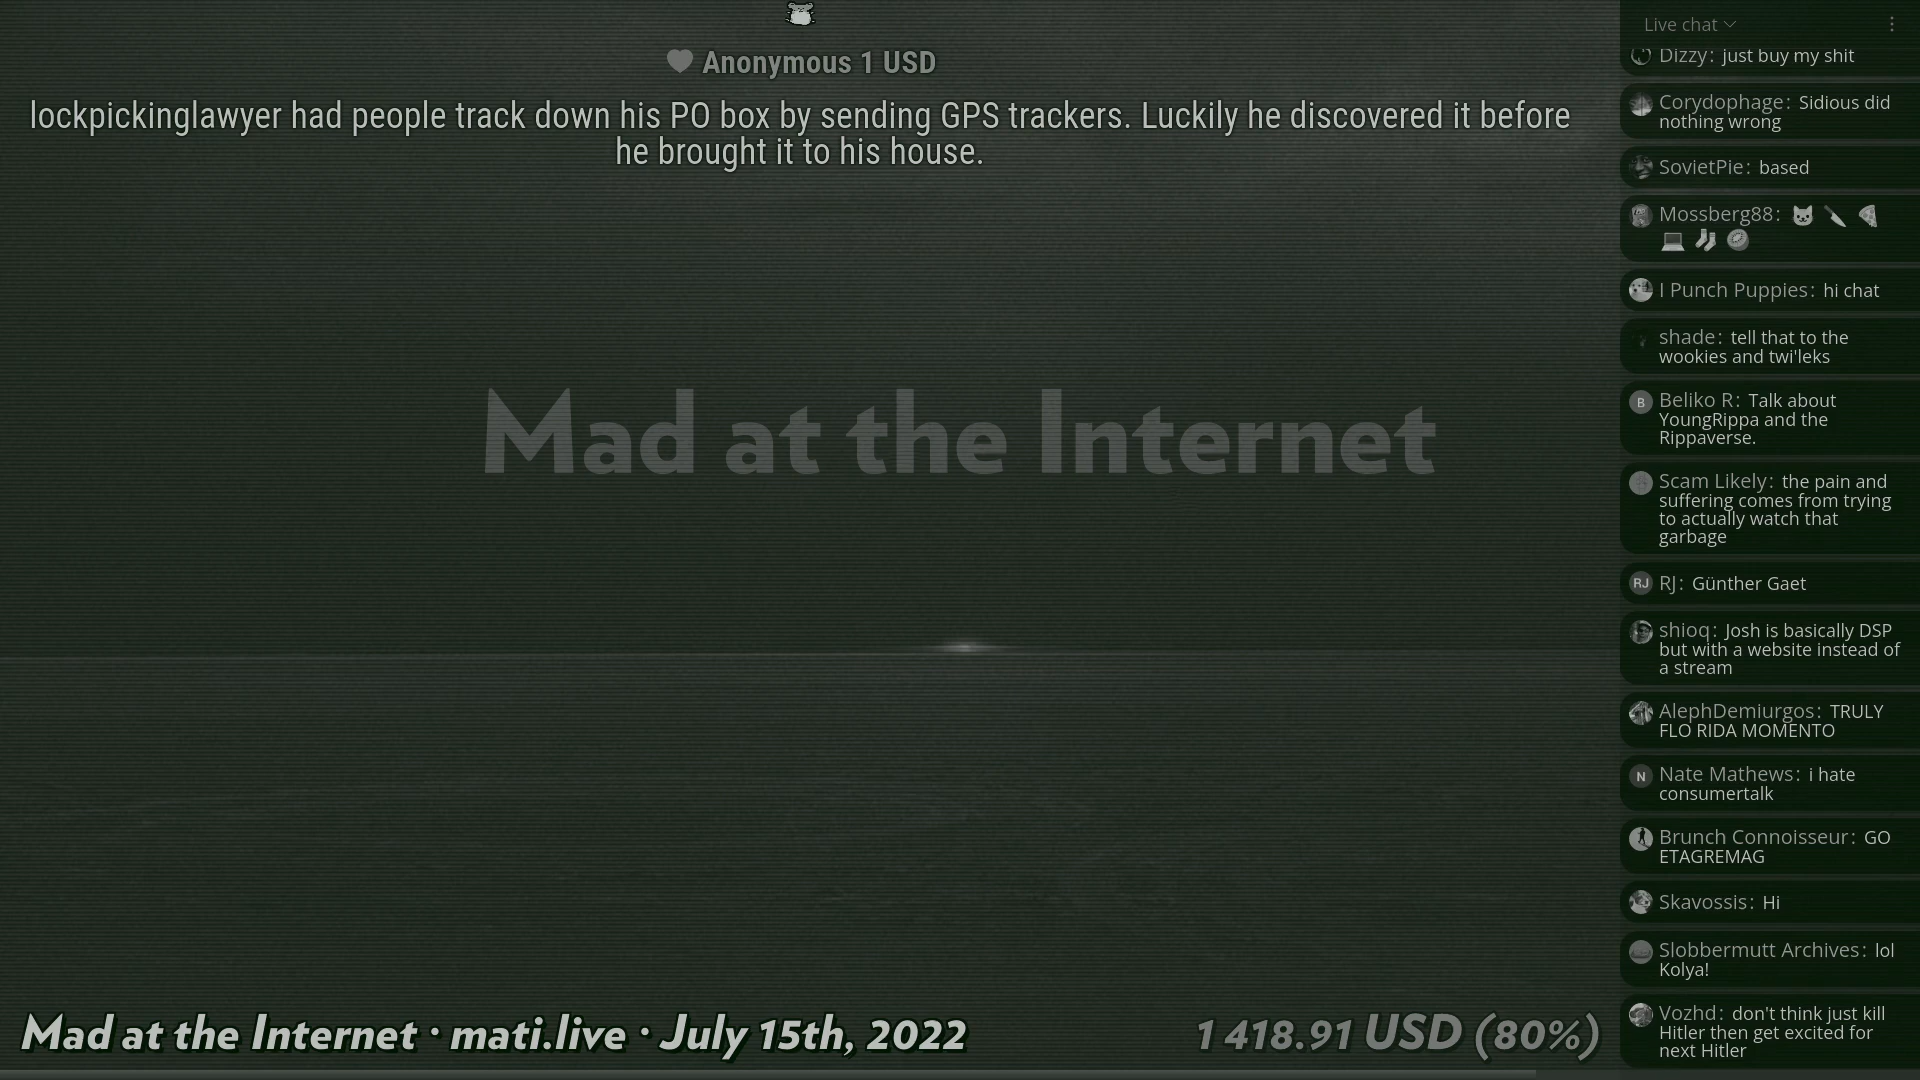 Anonymous 1 USD
lockpickinglawyer had people track down his PO box by sending GPS trackers. Luckily he discovered it before
he brought it to his house.
Mad at the Internet
Mad at the Internet · mati.live · July 15th, 2022
1 418.91 USD (80%)
Live chat
Dizzy: just buy my shit
Corydophage: Sidious did
nothing wrong
SovietPie: based
Mossberg88: 🐱 🔪 🍕
💻 🧦 🥝
I Punch Puppies: hi chat
shade: tell that to the
wookies and twi'leks
B
Beliko R: Talk about
YoungRippa and the
Rippaverse.
Scam Likely: the pain and
suffering comes from trying
to actually watch that
garbage
RJ
RJ: Günther Gaet
shioq: Josh is basically DSP
but with a website instead of
a stream
AlephDemiurgos: TRULY
FLO RIDA MOMENTO
N
Nate Mathews: i hate
consumertalk
Brunch Connoisseur: GO
ETAGREMAG
Skavossis: Hi
Slobbermutt Archives: lol
Kolya!
Vozhd: don't think just kill
Hitler then get excited for
next Hitler